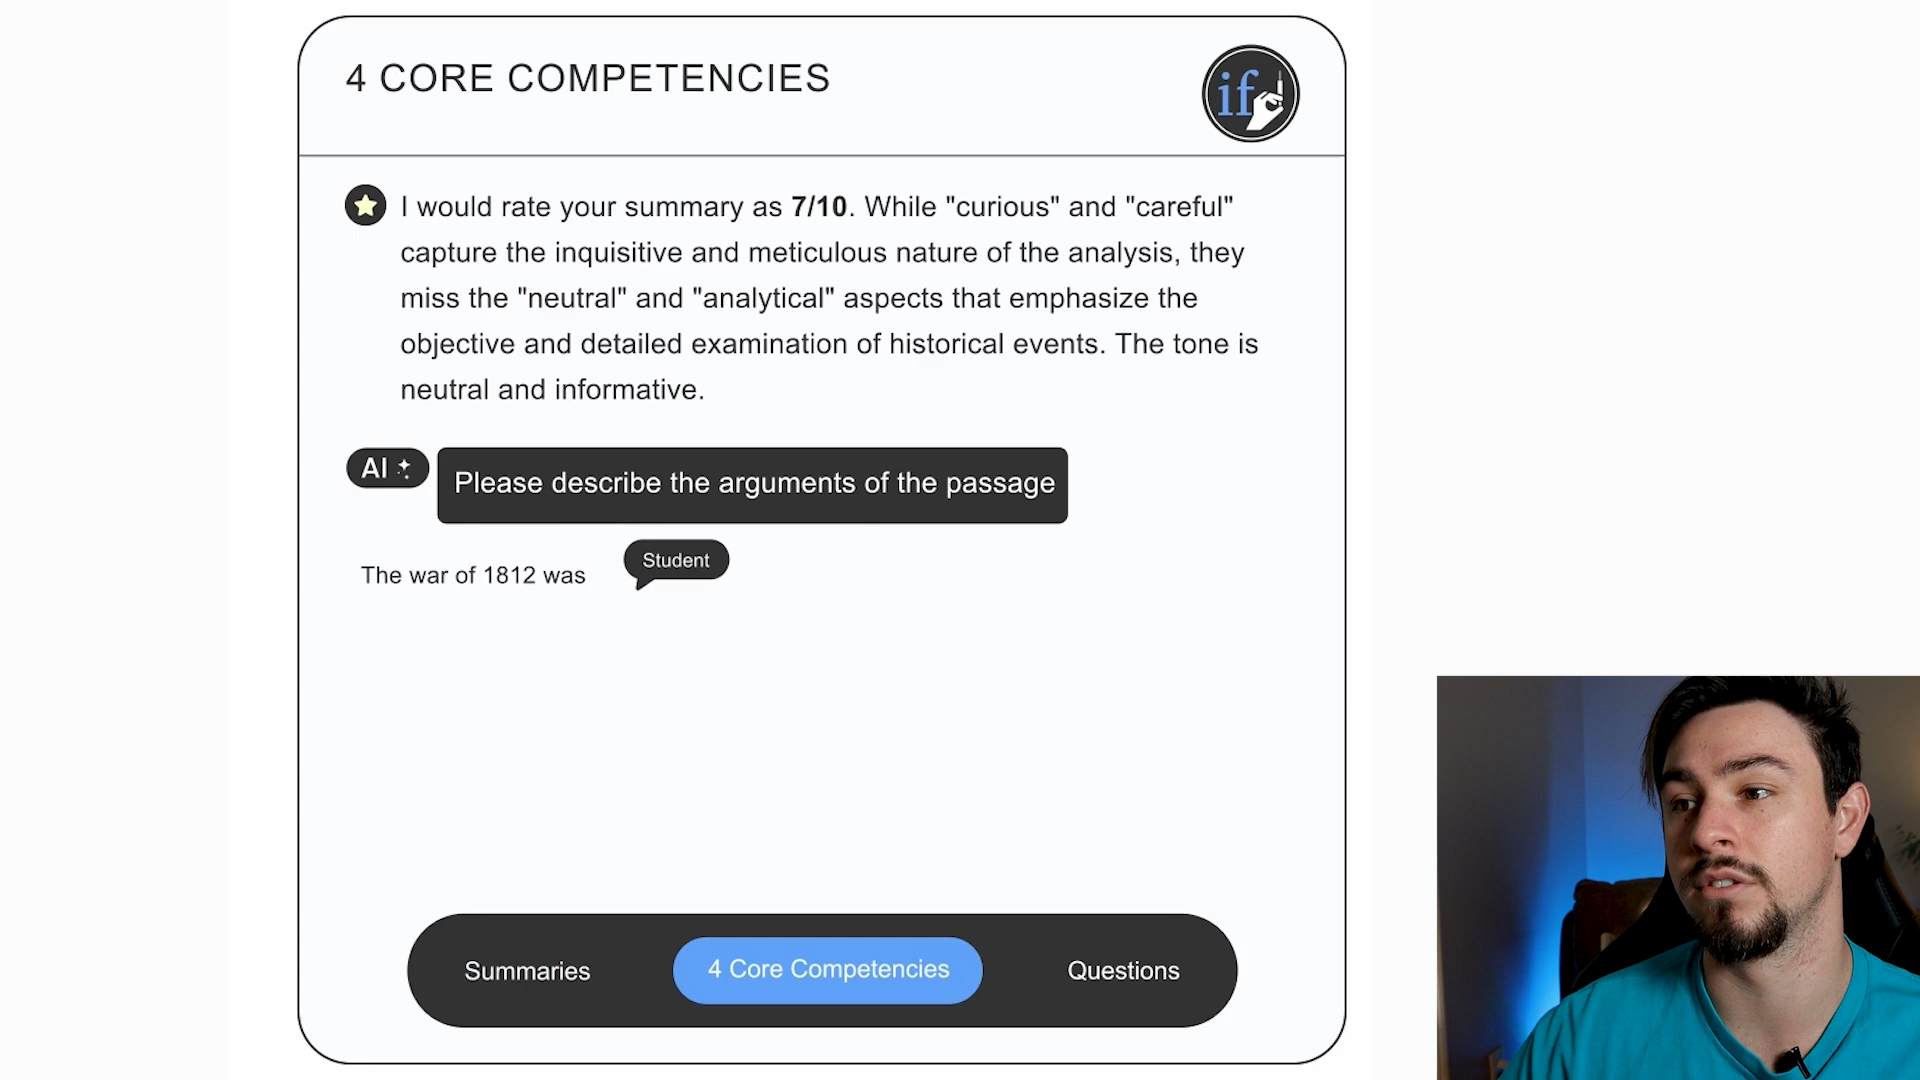 4 CORE COMPETENCIES
if
I would rate your summary as 7/10. While "curious" and "careful"
capture the inquisitive and meticulous nature of the analysis, they
miss the "neutral" and "analytical" aspects that emphasize the
objective and detailed examination of historical events. The tone is
neutral and informative.
AI
Please describe the arguments of the passage
Student
The war of 1812 was
Summaries
4 Core Competencies
Questions